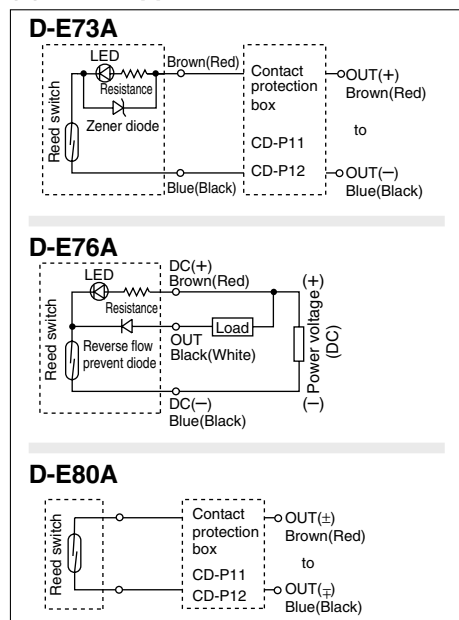 D-E73A
LED
Brown(Red)
Resistance
Zener diode
Reed switch
Blue(Black)
Contact
protection
box
CD-P11
CD-P12
OUT(+)
Brown(Red)
to
OUT(−)
Blue(Black)
D-E76A
LED
DC(+)
Brown(Red)
Resistance
Reed switch
Reverse flow
prevent diode
OUT
Black(White)
Load
DC(−)
Blue(Black)
(+)
Power voltage
(DC)
(−)
D-E80A
Reed switch
Contact
protection
box
CD-P11
CD-P12
OUT(±)
Brown(Red)
to
OUT(∓)
Blue(Black)